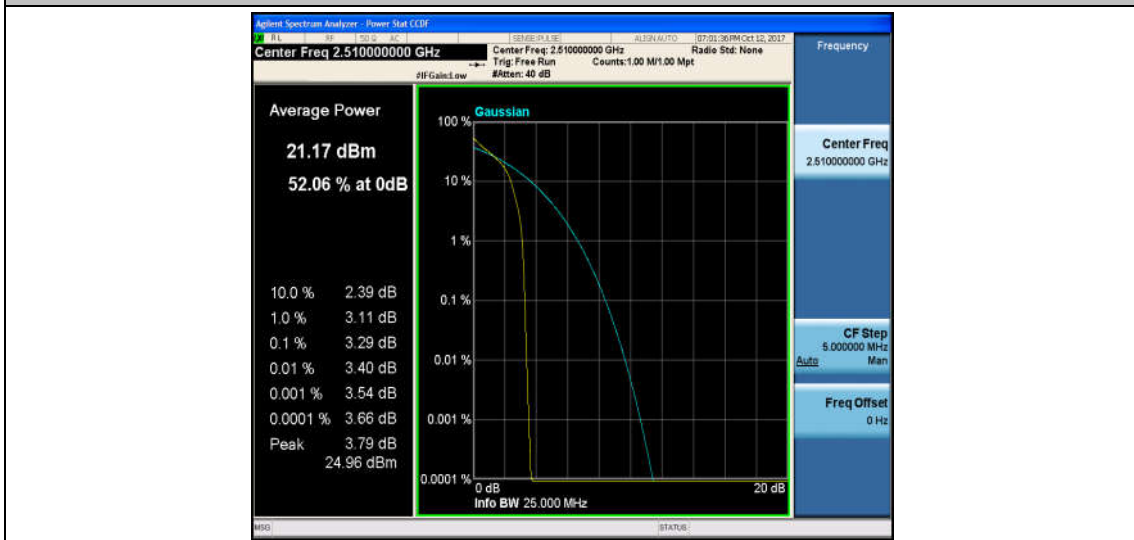 Agilent Spectrum Analyzer - Power Stat CCDF
RL RF 50 Ω AC SENSE:PULSE ALIGN AUTO 07:01:36PM Oct 12, 2017
Center Freq 2.510000000 GHz
Center Freq: 2.510000000 GHz
Radio Std: None
Trig: Free Run
Counts:1.00 M/1.00 Mpt
#IFGain:Low
#Atten: 40 dB
Frequency
Average Power
21.17 dBm
52.06 % at 0dB
10.0 % 2.39 dB
1.0 % 3.11 dB
0.1 % 3.29 dB
0.01 % 3.40 dB
0.001 % 3.54 dB
0.0001 % 3.66 dB
Peak 3.79 dB
24.96 dBm
Gaussian
100 %
10 %
1 %
0.1 %
0.01 %
0.001 %
0.0001 %
0 dB
20 dB
Info BW 25.000 MHz
Center Freq
2.510000000 GHz
CF Step
5.000000 MHz
Auto Man
Freq Offset
0 Hz
MSG
STATUS